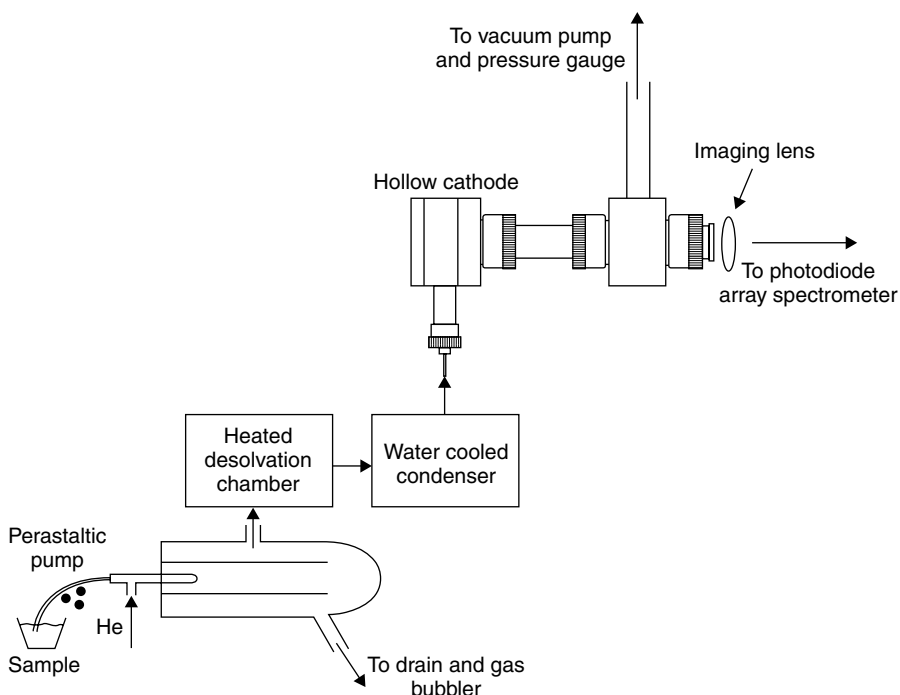 To vacuum pump
and pressure gauge
Imaging lens
Hollow cathode
To photodiode
array spectrometer
Heated
desolvation
chamber
Water cooled
condenser
Perastaltic
pump
He
Sample
To drain and gas
bubbler